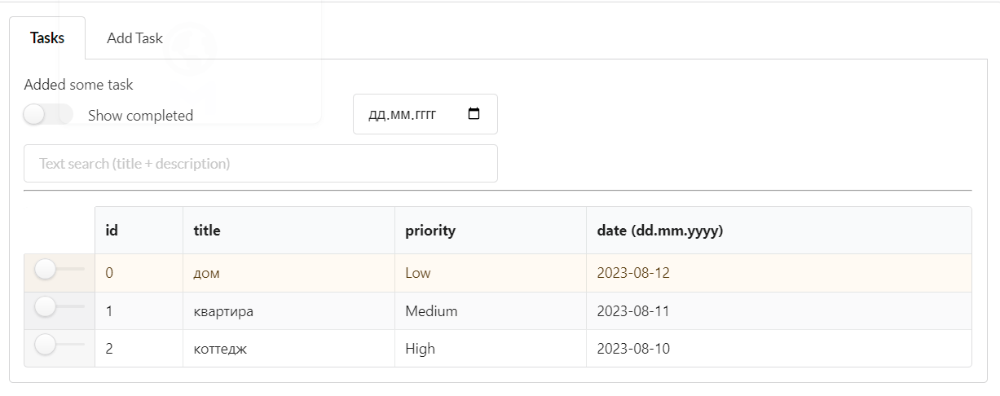 Tasks Add Task
Added some task
Show completed дд.мм.гггг
Text search (title + description)
id title priority date (dd.mm.yyyy)
0 дом Low 2023-08-12
1 квартира Medium 2023-08-11
2 коттедж High 2023-08-10